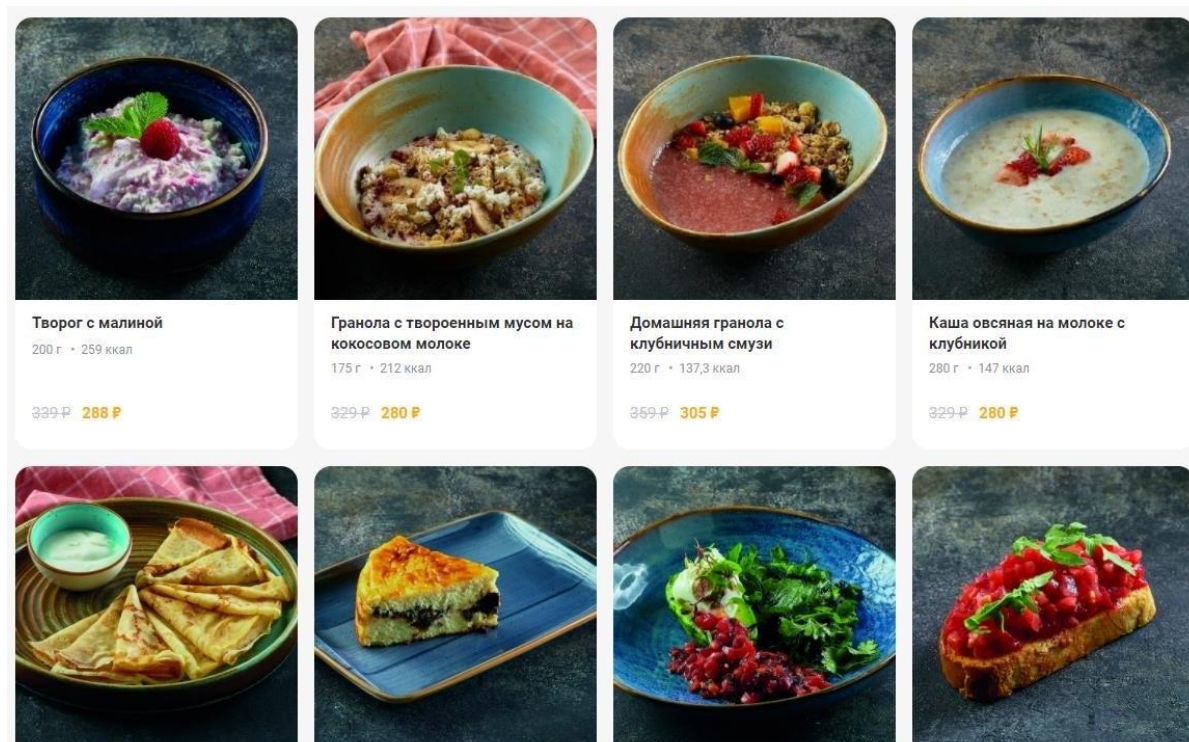 Творог с малиной
200 г • 259 ккал
339 ₽ 288 ₽
Гранола с твороенным мусом на
кокосовом молоке
175 г • 212 ккал
329 ₽ 280 ₽
Домашняя гранола с
клубничным смузи
220 г • 137,3 ккал
359 ₽ 305 ₽
Каша овсяная на молоке с
клубникой
280 г • 147 ккал
329 ₽ 280 ₽